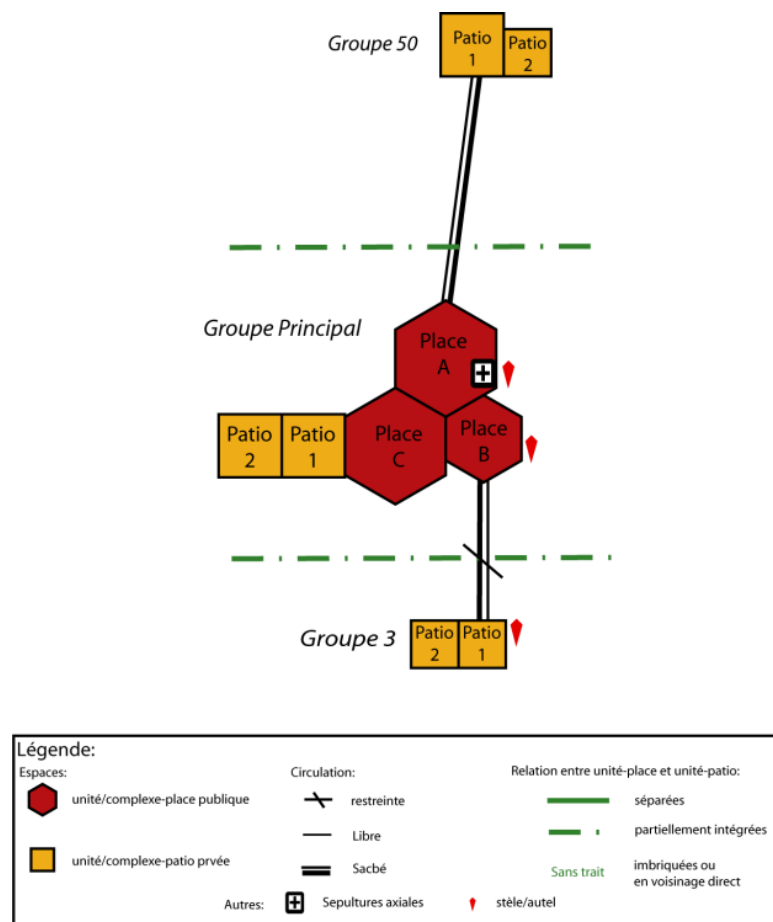 Groupe 50
Patio
1
Patio
2
Groupe Principal
Place
A
Patio
2
Patio
1
Place
C
Place
B
Groupe 3
Patio
2
Patio
1
Légende:
Espaces:
unité/complexe-place publique
unité/complexe-patio prvée
Circulation:
restreinte
Libre
Sacbé
Relation entre unité-place et unité-patio:
séparées
partiellement intégrées
Sans trait
imbriquées ou
en voisinage direct
Autres:
Sepultures axiales
stèle/autel